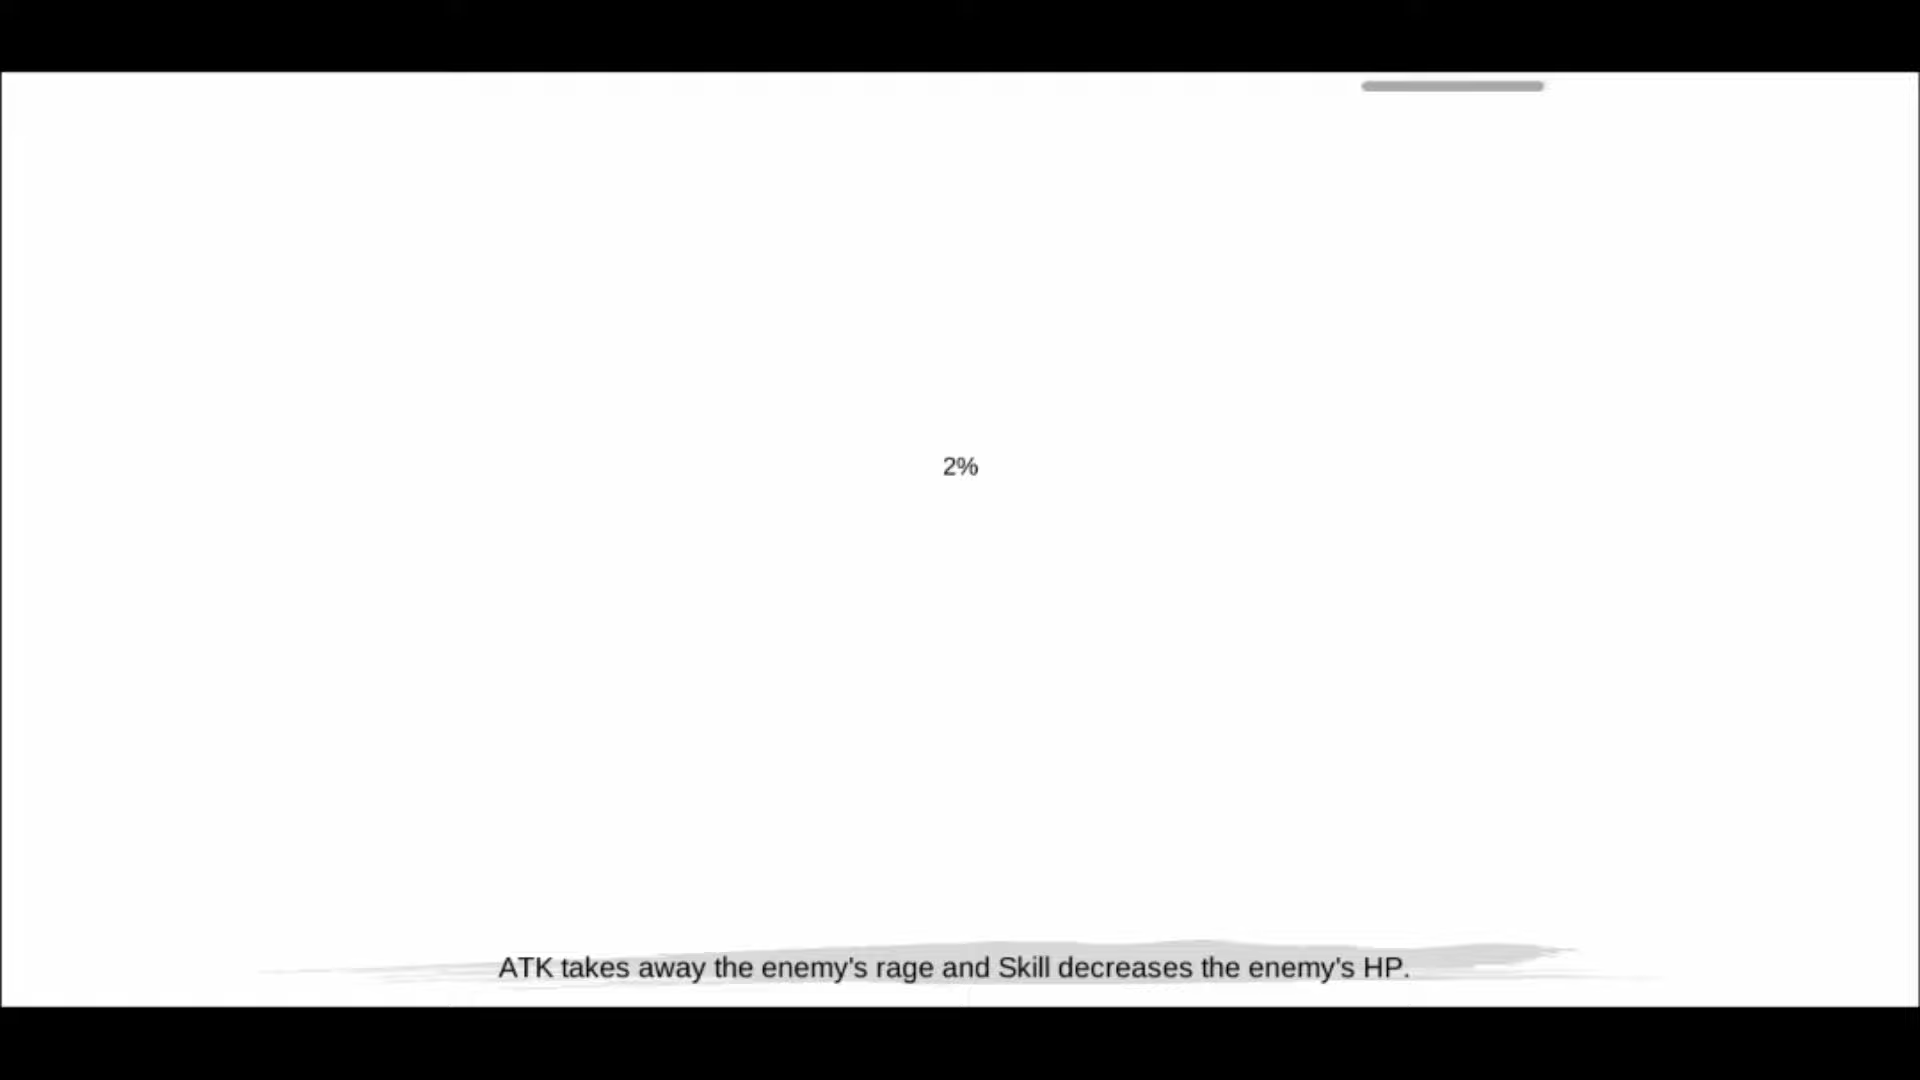 2%
ATK takes away the enemy's rage and Skill decreases the enemy's HP.